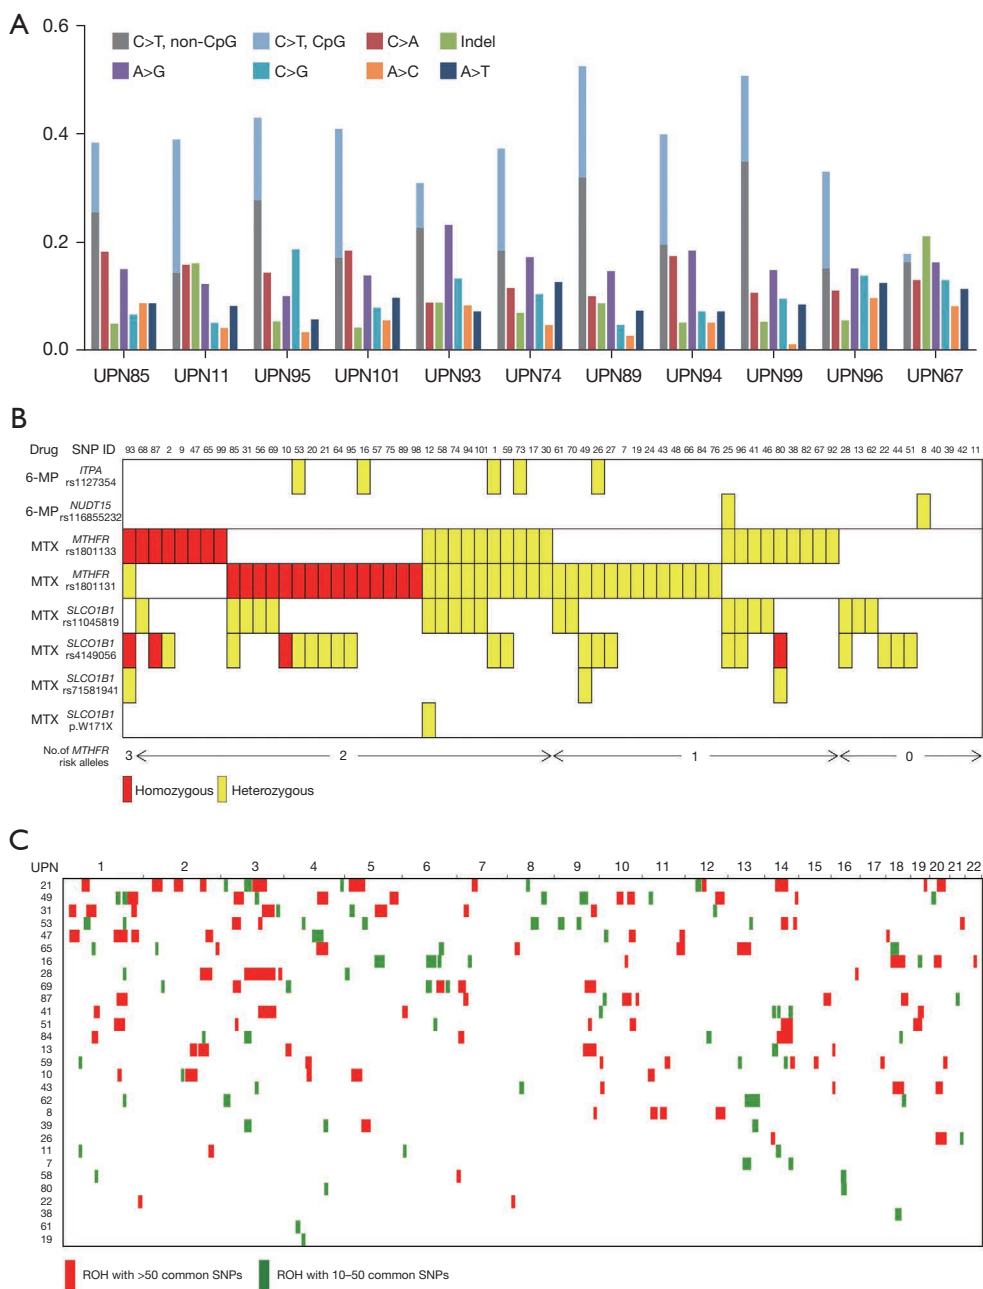 A
0.6
0.4
0.2
0.0
C>T, non-CpG C>T, CpG C>A Indel
A>G C>G A>C A>T
UPN85 UPN11 UPN95 UPN101 UPN93 UPN74 UPN89 UPN94 UPN99 UPN96 UPN67
B
Drug SNP ID 93 68 87 2 9 47 65 99 85 31 56 69 10 53 20 21 64 95 16 57 75 89 98 12 58 74 94 101 1 59 73 17 30 61 70 49 26 27 7 19 24 43 48 66 84 76 25 96 41 46 80 50 67 77 92 28 13 62 22 44 51 8 40 42 11
6-MP ITPA
rs1127354
6-MP NUDT15
rs116855232
MTX MTHFR
rs1801133
MTX MTHFR
rs1801131
MTX SLCO1B1
rs11045819
MTX SLCO1B1
rs4149056
MTX SLCO1B1
rs71581941
MTX SLCO1B1
p.W171X
No.of MTHFR
risk alleles
3 2 1 0
Homozygous Heterozygous
C
UPN 1 2 3 4 5 6 7 8 9 10 11 12 13 14 15 16 17 18 19 20 21 22
21
49
31
53
47
65
16
28
69
87
41
51
84
13
59
10
43
62
8
39
26
11
7
58
80
22
38
61
19
ROH with >50 common SNPs ROH with 10–50 common SNPs